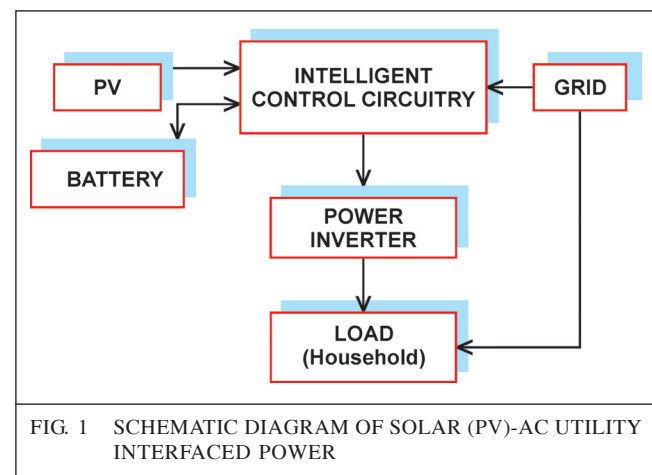 INTELLIGENT
CONTROL CIRCUITRY
PV
GRID
BATTERY
POWER
INVERTER
LOAD
(Household)
FIG. 1 SCHEMATIC DIAGRAM OF SOLAR (PV)-AC UTILITY
INTERFACED POWER